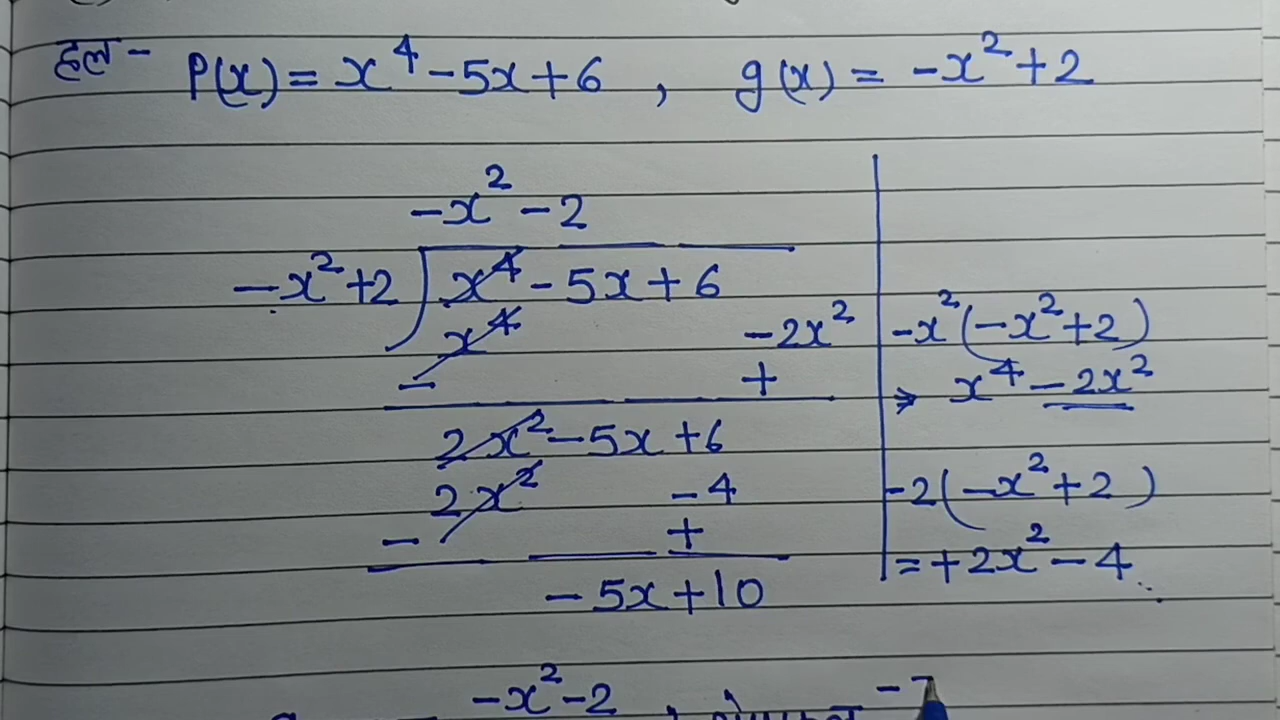 हल - P(x) = x⁴ - 5x + 6 , g(x) = -x² + 2
-x² - 2
-x² + 2 ) x⁴ - 5x + 6
x⁴ - 2x²
- +
2x² - 5x + 6
2x² - 4
- +
- 5x + 10
-x² (-x² + 2)
→ x⁴ - 2x²
-2 (-x² + 2)
= + 2x² - 4
-x² - 2 ,